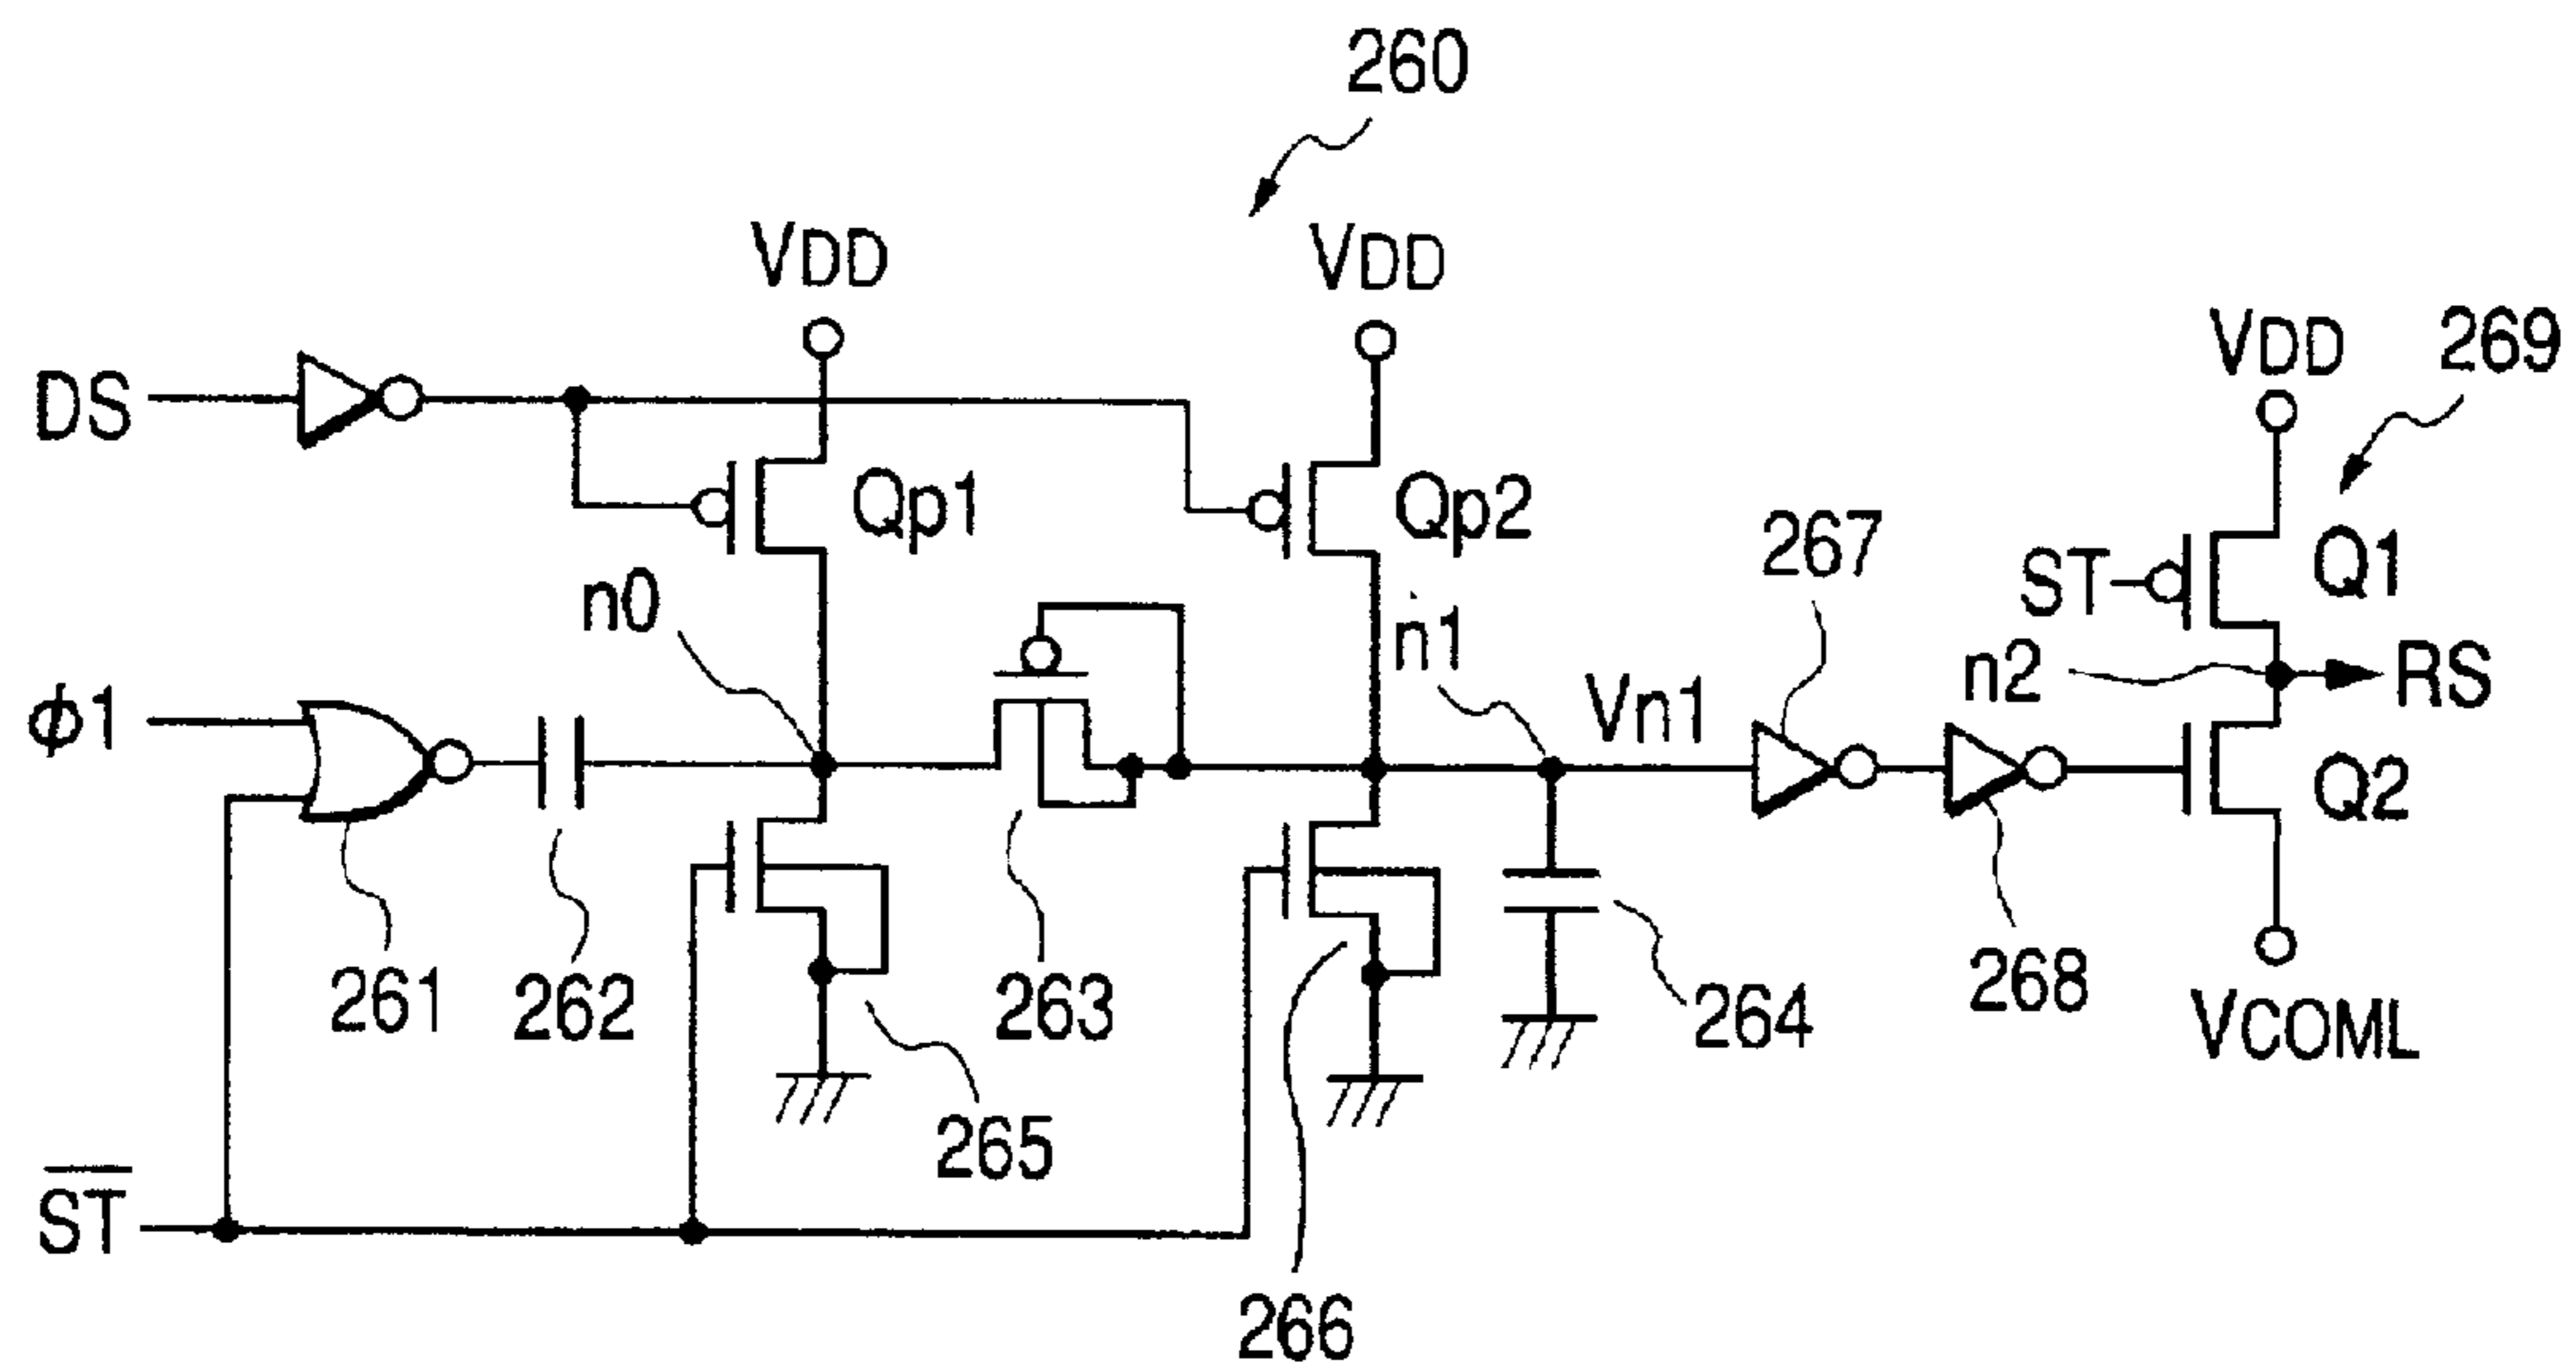 260
VDD
VDD
VDD
269
DS
Qp1
Qp2
267
Q1
ST
n0
n1
Vn1
n2
RS
ϕ1
Q2
261
262
263
264
268
VCOML
265
S̅T̅
266